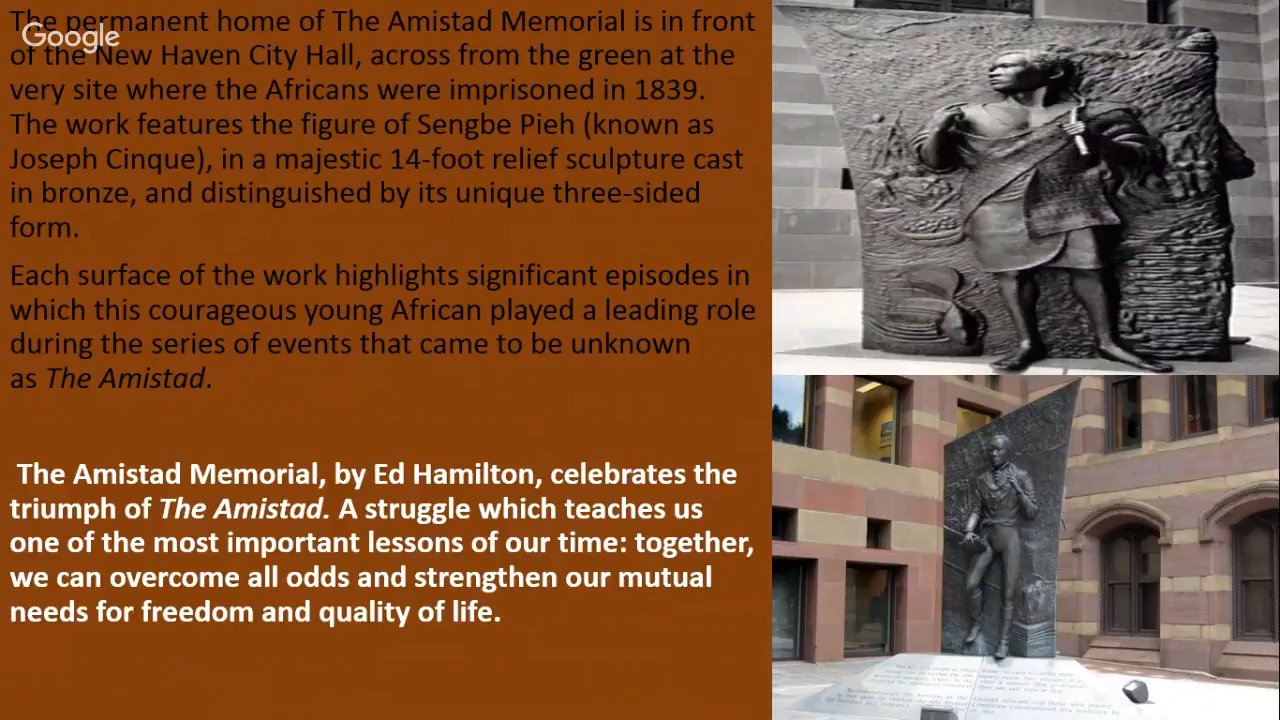 Google
The permanent home of The Amistad Memorial is in front
of the New Haven City Hall, across from the green at the
very site where the Africans were imprisoned in 1839.
The work features the figure of Sengbe Pieh (known as
Joseph Cinque), in a majestic 14-foot relief sculpture cast
in bronze, and distinguished by its unique three-sided
form.
Each surface of the work highlights significant episodes in
which this courageous young African played a leading role
during the series of events that came to be unknown
as The Amistad.
The Amistad Memorial, by Ed Hamilton, celebrates the
triumph of The Amistad. A struggle which teaches us
one of the most important lessons of our time: together,
we can overcome all odds and strengthen our mutual
needs for freedom and quality of life.